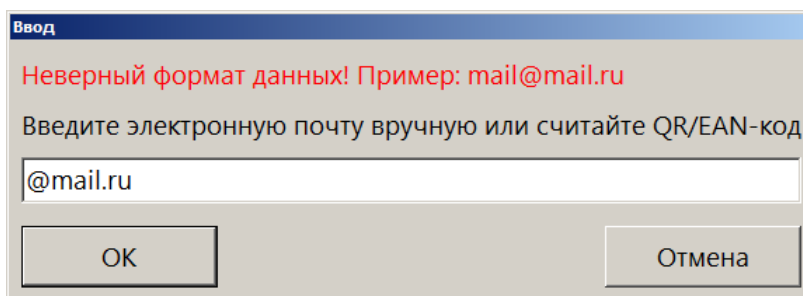 Ввод
Неверный формат данных! Пример: mail@mail.ru
Введите электронную почту вручную или считайте QR/EAN-код
@mail.ru
OK
Отмена